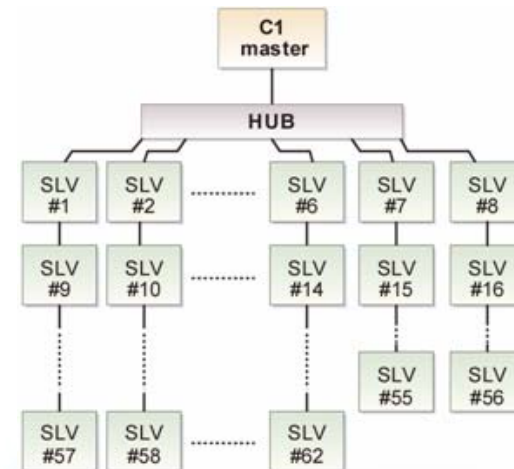 C1
master
HUB
SLV
#1
SLV
#2
SLV
#6
SLV
#7
SLV
#8
SLV
#9
SLV
#10
SLV
#14
SLV
#15
SLV
#16
SLV
#55
SLV
#56
SLV
#57
SLV
#58
SLV
#62